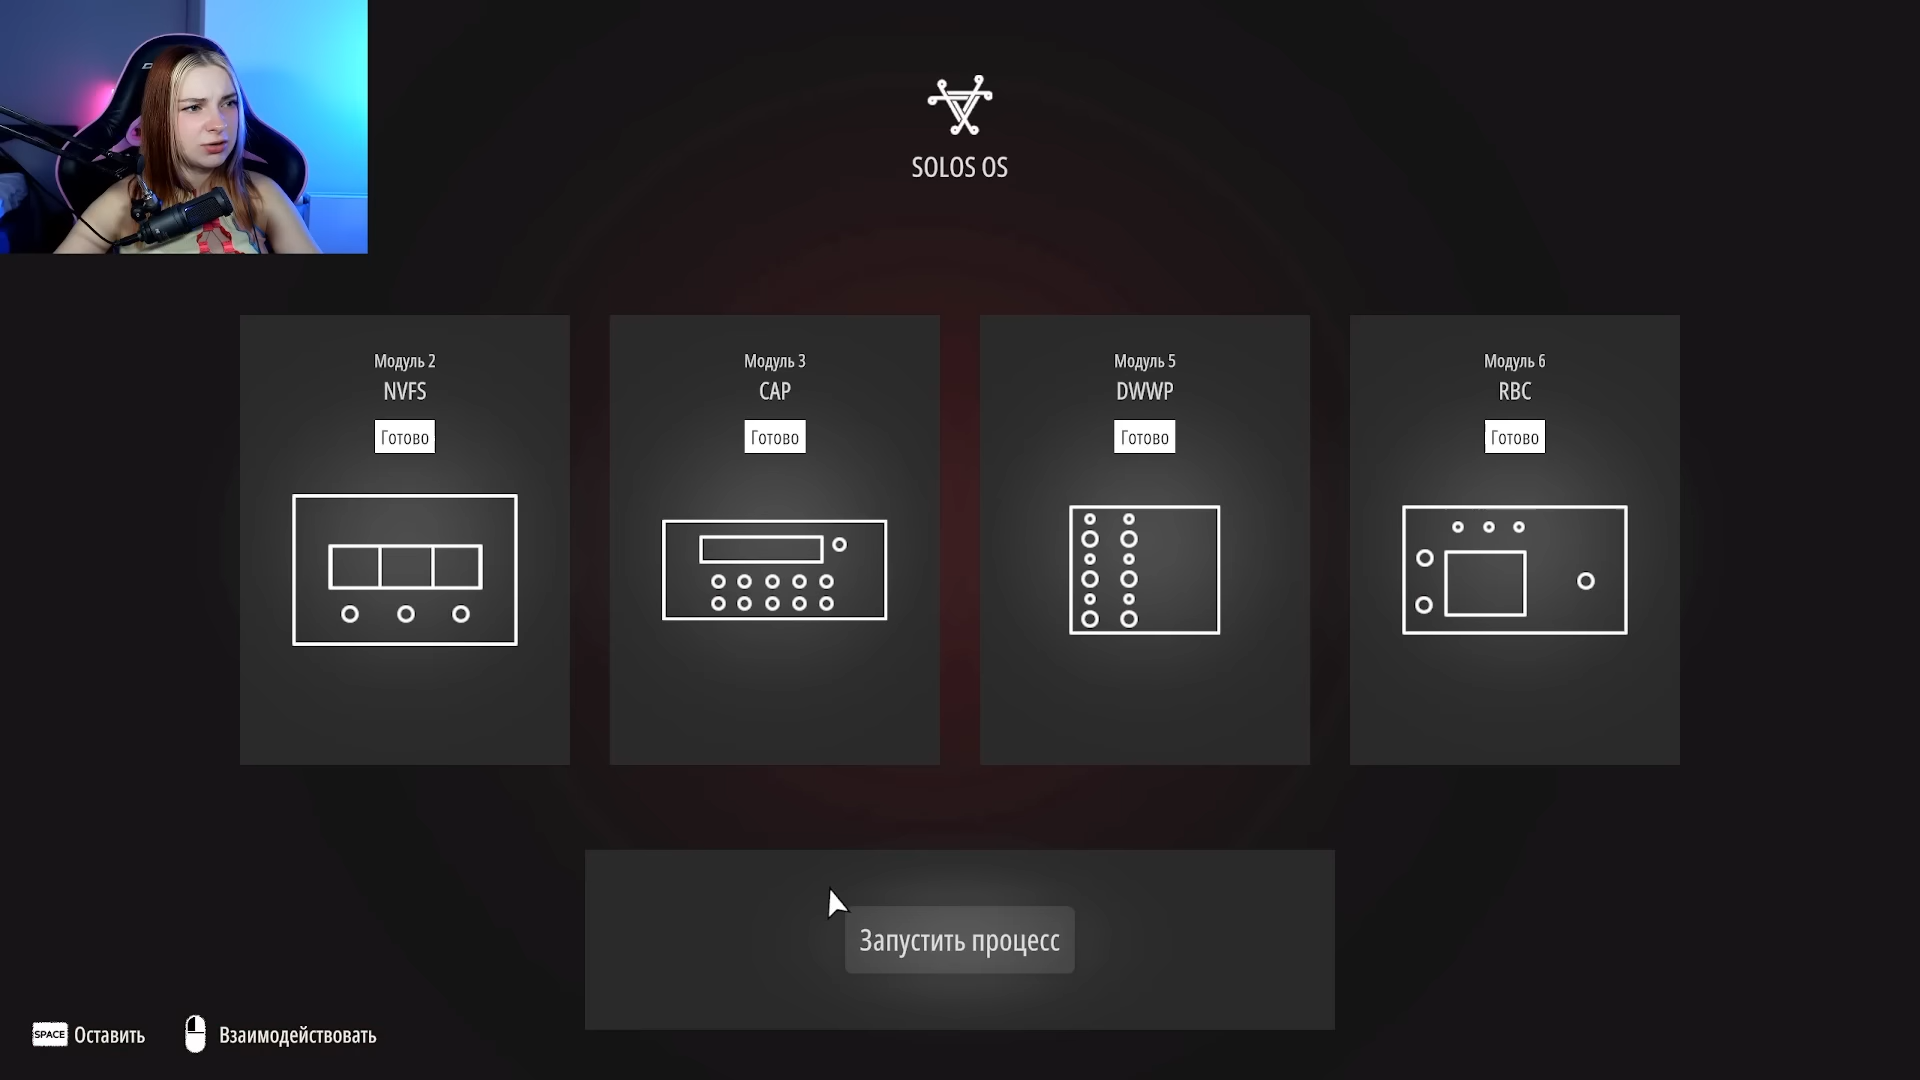 SOLOS OS
Модуль 2
NVFS
Готово
Модуль 3
CAP
Готово
Модуль 5
DWWP
Готово
Модуль 6
RBC
Готово
Запустить процесс
SPACE Оставить
Взаимодействовать